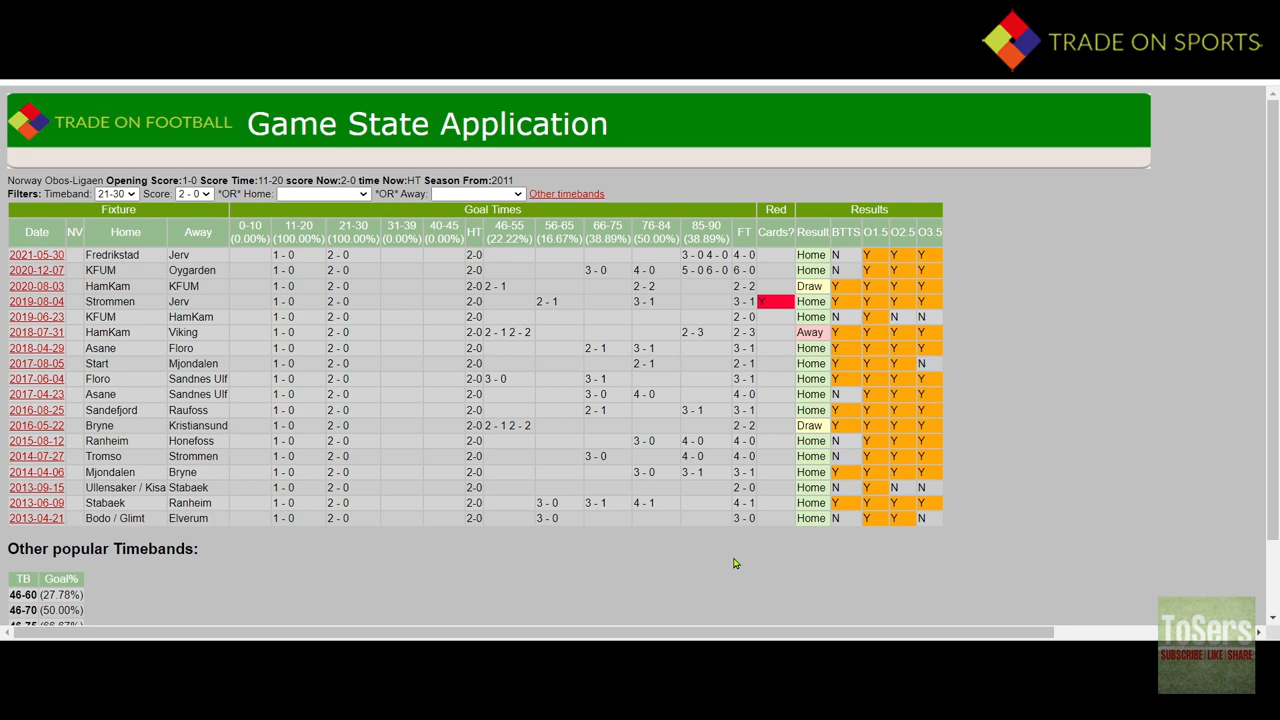 TRADE ON SPORTS
TRADE ON FOOTBALL Game State Application
Norway Obos-Ligaen Opening Score:1-0 Score Time:11-20 score Now:2-0 time Now:HT Season From:2011
Filters: Timeband: 21-30 Score: 2 - 0 *OR* Home: *OR* Away: Other timebands
Fixture Goal Times Red Results
Date NV Home Away 0-10 (0.00%) 11-20 (100.00%) 21-30 (100.00%) 31-39 (0.00%) 40-45 (0.00%) HT 46-55 (22.22%) 56-65 (16.67%) 66-75 (38.89%) 76-84 (50.00%) 85-90 (38.89%) FT Cards? Result BTTS O1.5 O2.5 O3.5
2021-05-30 Fredrikstad Jerv 1 - 0 2 - 0 2-0 3 - 0 4 - 0 4 - 0 Home N Y Y Y
2020-12-07 KFUM Oygarden 1 - 0 2 - 0 2-0 3 - 0 4 - 0 5 - 0 6 - 0 6 - 0 Home N Y Y Y
2020-08-03 HamKam KFUM 1 - 0 2 - 0 2-0 2 - 1 2 - 2 2 - 2 Draw Y Y Y Y
2019-08-04 Strommen Jerv 1 - 0 2 - 0 2-0 2 - 1 3 - 1 3 - 1 Y Home Y Y Y Y
2019-06-23 KFUM HamKam 1 - 0 2 - 0 2-0 2 - 0 Home N Y N N
2018-07-31 HamKam Viking 1 - 0 2 - 0 2-0 2 - 1 2 - 2 2 - 3 2 - 3 Away Y Y Y Y
2018-04-29 Asane Floro 1 - 0 2 - 0 2-0 2 - 1 3 - 1 3 - 1 Home Y Y Y Y
2017-08-05 Start Mjondalen 1 - 0 2 - 0 2-0 2 - 1 2 - 1 Home Y Y Y N
2017-06-04 Floro Sandnes Ulf 1 - 0 2 - 0 2-0 3 - 0 3 - 1 3 - 1 Home Y Y Y Y
2017-04-23 Asane Sandnes Ulf 1 - 0 2 - 0 2-0 3 - 0 4 - 0 4 - 0 Home N Y Y Y
2016-08-25 Sandefjord Raufoss 1 - 0 2 - 0 2-0 2 - 1 3 - 1 3 - 1 Home Y Y Y Y
2016-05-22 Bryne Kristiansund 1 - 0 2 - 0 2-0 2 - 1 2 - 2 2 - 2 Draw Y Y Y Y
2015-08-12 Ranheim Honefoss 1 - 0 2 - 0 2-0 3 - 0 4 - 0 4 - 0 Home N Y Y Y
2014-07-27 Tromso Strommen 1 - 0 2 - 0 2-0 3 - 0 4 - 0 4 - 0 Home N Y Y Y
2014-04-06 Mjondalen Bryne 1 - 0 2 - 0 2-0 3 - 0 3 - 1 3 - 1 Home Y Y Y Y
2013-09-15 Ullensaker / Kisa Stabaek 1 - 0 2 - 0 2-0 2 - 0 Home N Y N N
2013-06-09 Stabaek Ranheim 1 - 0 2 - 0 2-0 3 - 0 3 - 1 4 - 1 4 - 1 Home Y Y Y Y
2013-04-21 Bodo / Glimt Elverum 1 - 0 2 - 0 2-0 3 - 0 3 - 0 Home N Y Y N
Other popular Timebands:
TB Goal%
46-60 (27.78%)
46-70 (50.00%)
46-75 (66.67%)
ToSers
SUBSCRIBE | LIKE | SHARE